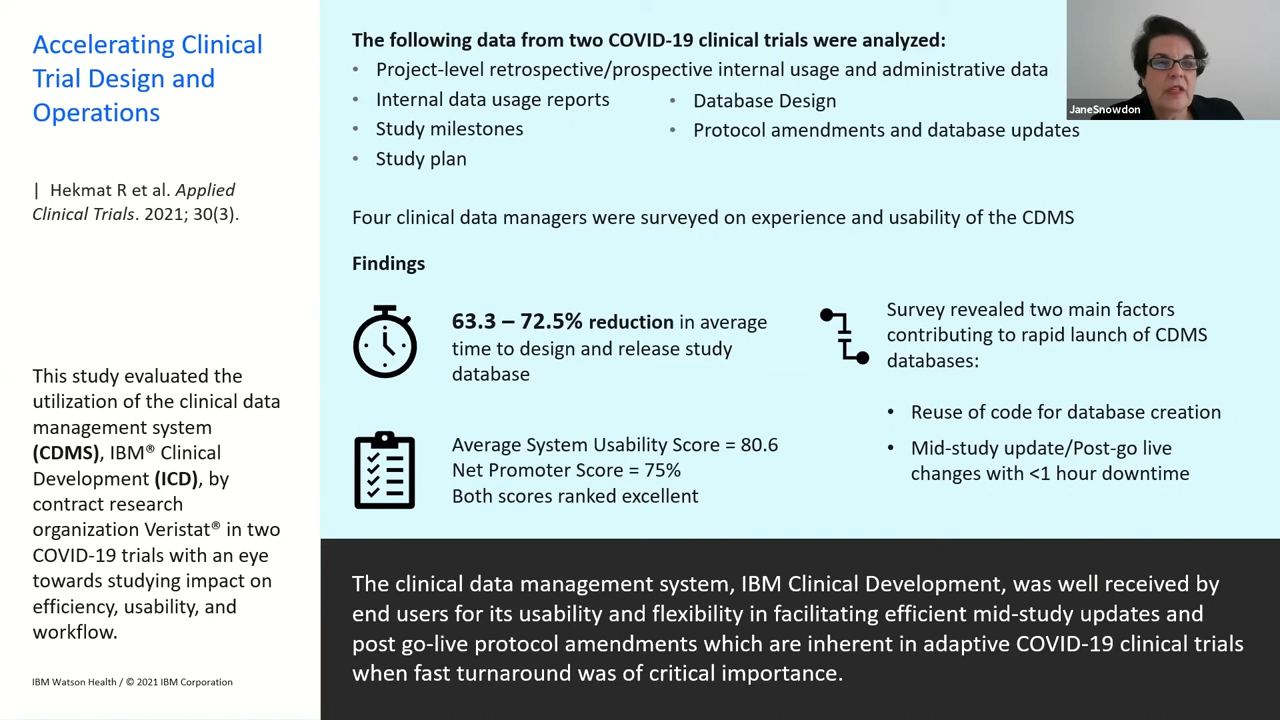 Accelerating Clinical
Trial Design and
Operations
| Hekmat R et al. Applied
Clinical Trials. 2021; 30(3).
This study evaluated the
utilization of the clinical data
management system
(CDMS), IBM® Clinical
Development (ICD), by
contract research
organization Veristat® in two
COVID-19 trials with an eye
towards studying impact on
efficiency, usability, and
workflow.
IBM Watson Health / © 2021 IBM Corporation
The following data from two COVID-19 clinical trials were analyzed:
• Project-level retrospective/prospective internal usage and administrative data
• Internal data usage reports
• Study milestones
• Study plan
• Database Design
• Protocol amendments and database updates
JaneSnowdon
Four clinical data managers were surveyed on experience and usability of the CDMS
Findings
63.3 – 72.5% reduction in average
time to design and release study
database
Average System Usability Score = 80.6
Net Promoter Score = 75%
Both scores ranked excellent
Survey revealed two main factors
contributing to rapid launch of CDMS
databases:
• Reuse of code for database creation
• Mid-study update/Post-go live
changes with <1 hour downtime
The clinical data management system, IBM Clinical Development, was well received by
end users for its usability and flexibility in facilitating efficient mid-study updates and
post go-live protocol amendments which are inherent in adaptive COVID-19 clinical trials
when fast turnaround was of critical importance.